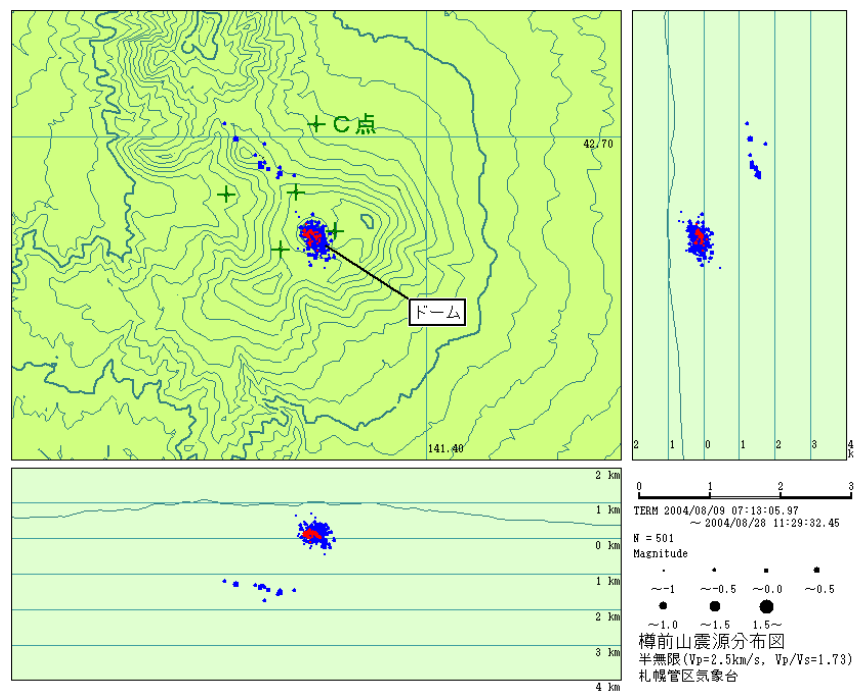 C点
42.70
ドーム
141.40
2 1 0 1 2 3 4
k
2 km
1 km
0 km
1 km
2 km
3 km
4 km
0 1 2 3
TERM 2004/08/09 07:13:05.97
～ 2004/08/28 11:29:32.45
N = 501
Magnitude
～-1 ～-0.5 ～0.0 ～0.5
～1.0 ～1.5 1.5～
樽前山震源分布図
半無限(Vp=2.5km/s, Vp/Vs=1.73)
札幌管区気象台